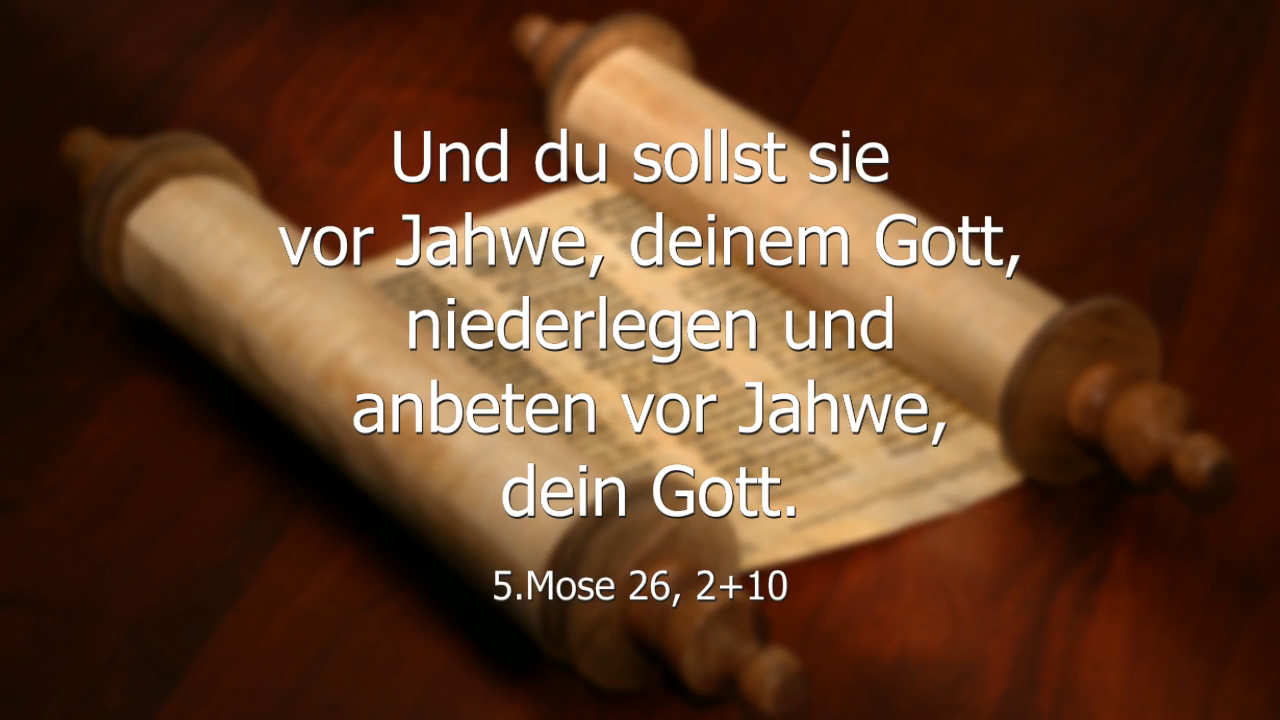 Und du sollst sie
vor Jahwe, deinem Gott,
niederlegen und
anbeten vor Jahwe,
dein Gott.
5.Mose 26, 2+10